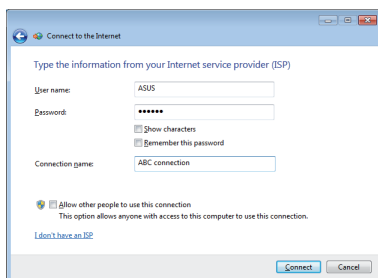 Connect to the Internet
Type the information from your Internet service provider (ISP)
User name: ASUS
Password: ••••••
Show characters
Remember this password
Connection name: ABC connection
Allow other people to use this connection
This option allows anyone with access to this computer to use this connection.
I don't have an ISP
Connect Cancel